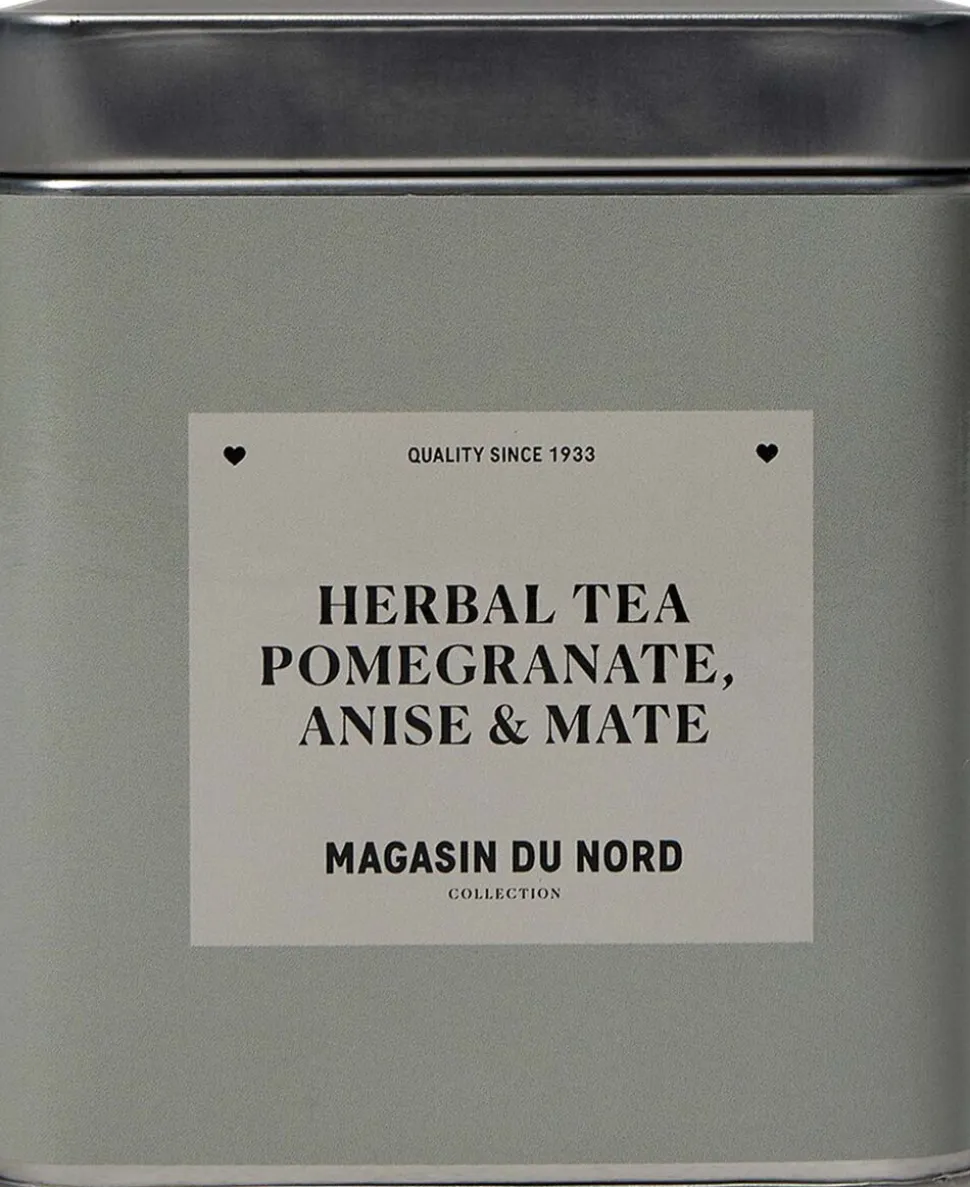 QUALITY SINCE 1933
HERBAL TEA
POMEGRANATE,
ANISE & MATE
MAGASIN DU NORD
COLLECTION